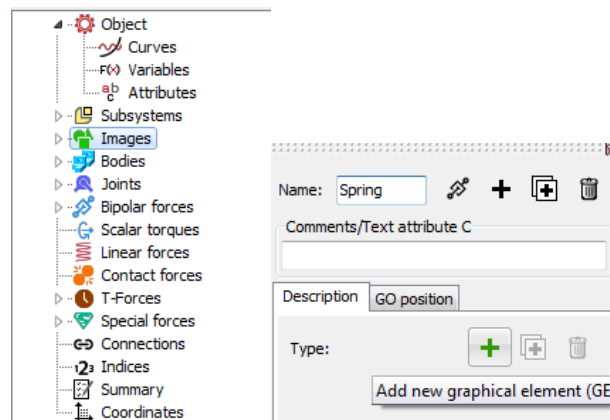 Object
Curves
F(x) Variables
a b c Attributes
Subsystems
Images
Bodies
Joints
Bipolar forces
Scalar torques
Linear forces
Contact forces
T-Forces
Special forces
Connections
123 Indices
Summary
Coordinates
Name: Spring
Comments/Text attribute C
Description GO position
Type:
Add new graphical element (GE